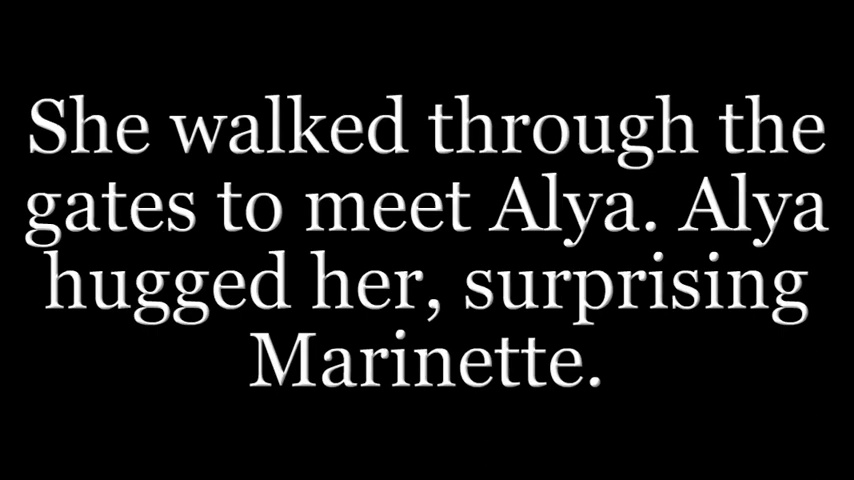 She walked through the
gates to meet Alya. Alya
hugged her, surprising
Marinette.